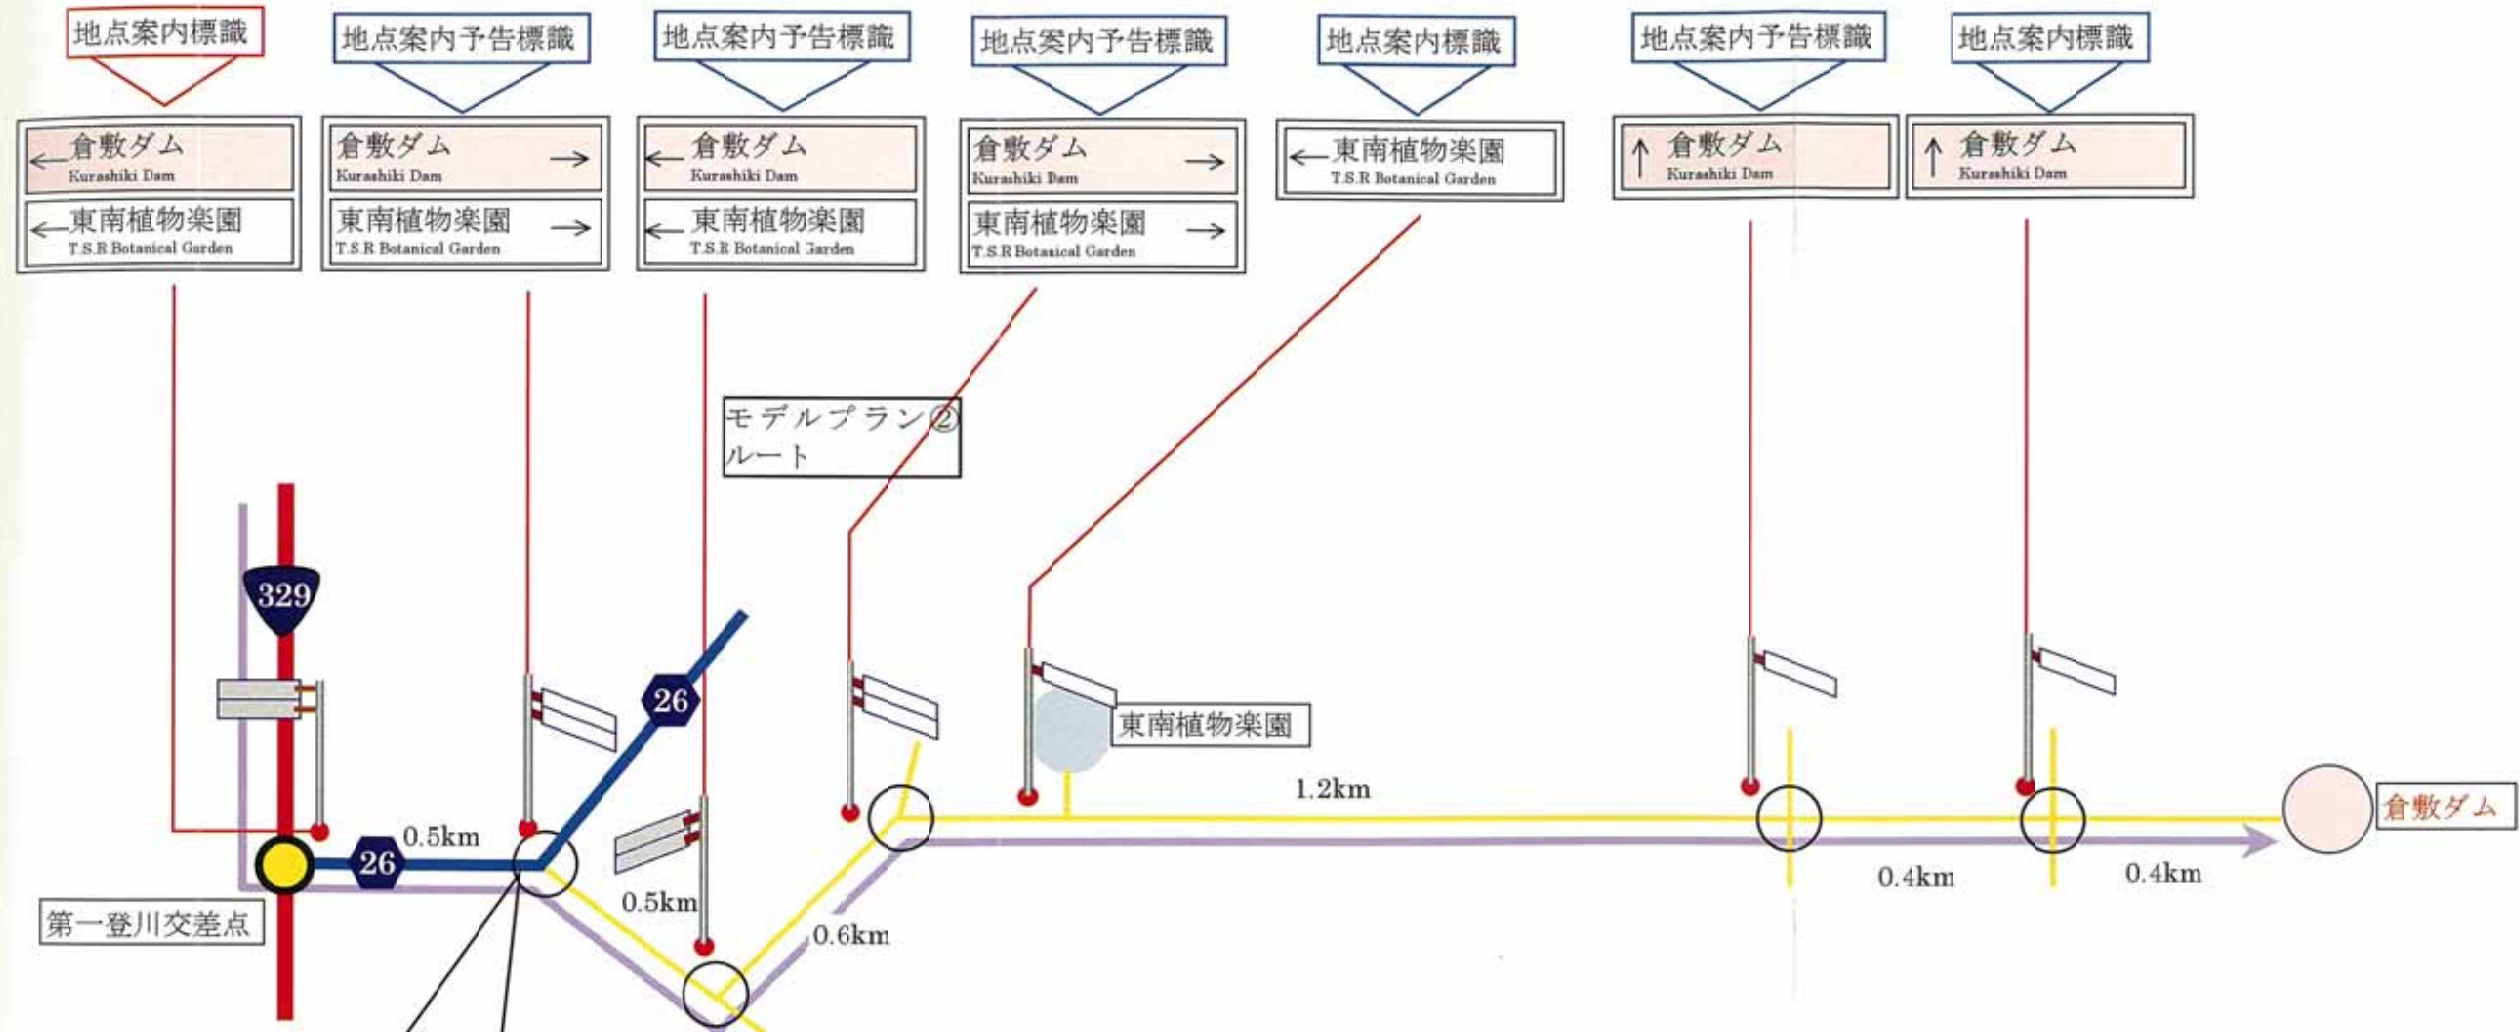 地点案内標識
地点案内予告標識
地点案内予告標識
地点案内予告標識
地点案内標識
地点案内予告標識
地点案内標識
倉敷ダム
Kurashiki Dam
東南植物楽園
T.S.R Botanical Garden
倉敷ダム
Kurashiki Dam
東南植物楽園
T.S.R Botanical Garden
倉敷ダム
Kurashiki Dam
東南植物楽園
T.S.R Botanical Garden
倉敷ダム
Kurashiki Dam
東南植物楽園
T.S.R Botanical Garden
東南植物楽園
T.S.R Botanical Garden
倉敷ダム
Kurashiki Dam
倉敷ダム
Kurashiki Dam
モデルプラン②
ルート
329
26
東南植物楽園
1.2km
倉敷ダム
0.5km
26
0.5km
0.6km
0.4km
0.4km
第一登川交差点